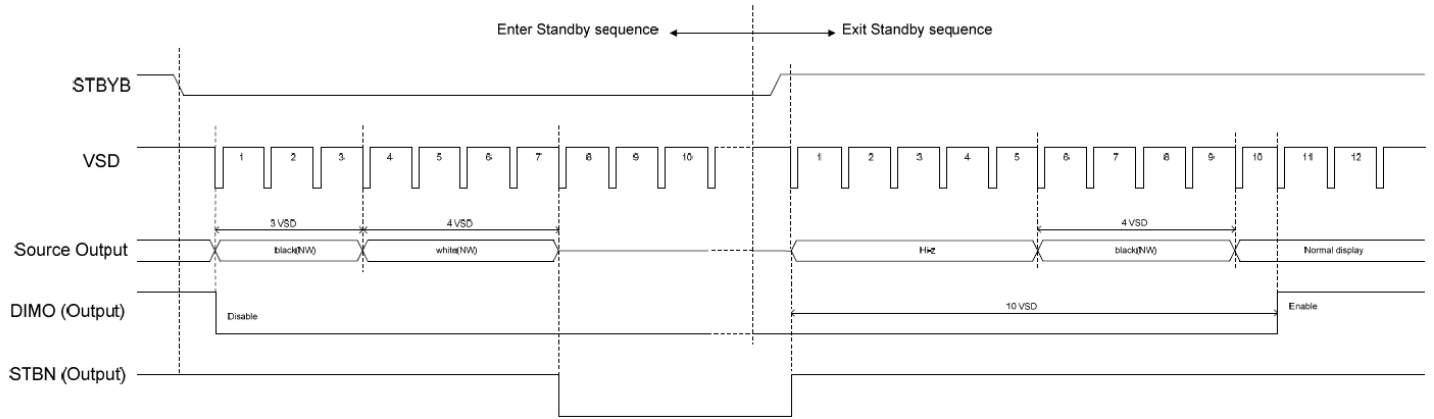 Enter Standby sequence Exit Standby sequence
STBYB
VSD 1 2 3 4 5 6 7 8 9 10 1 2 3 4 5 6 7 8 9 10 11 12
3 VSD 4 VSD 4 VSD
Source Output black(NW) white(NW) Hi-z black(NW) Normal display
DIMO (Output) Disable 10 VSD Enable
STBN (Output)